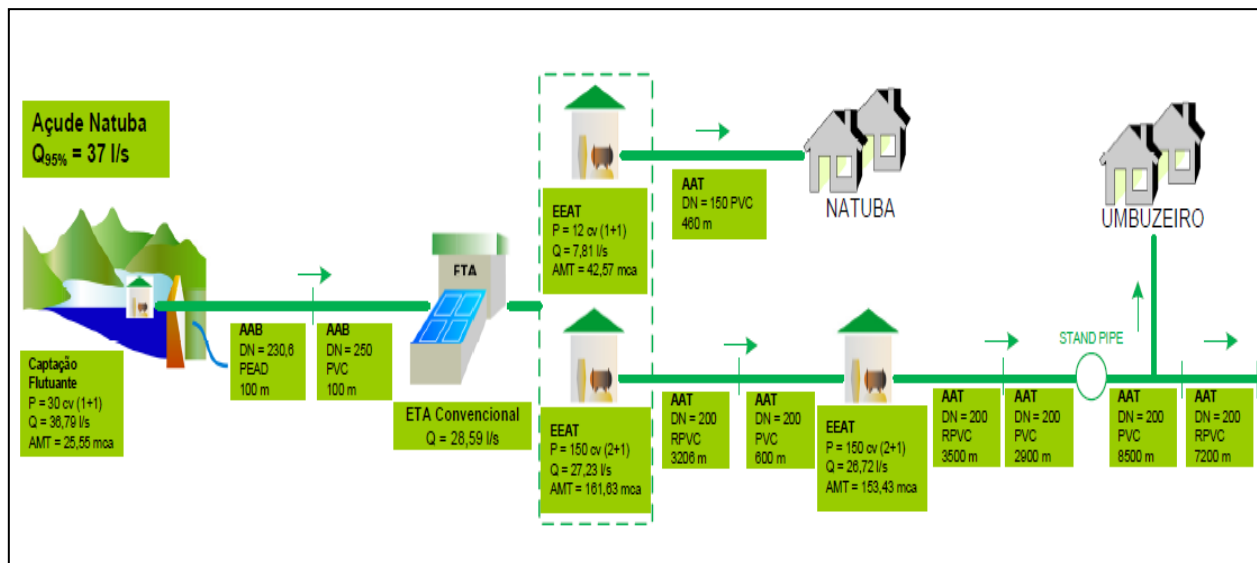 Açude Natuba
Q95% = 37 l/s
Captação
Flutuante
P = 30 cv (1+1)
Q = 36,79 l/s
AMT = 25,55 mca
AAB
DN = 230,6
PEAD
100 m
AAB
DN = 250
PVC
100 m
ETA
ETA Convencional
Q = 28,59 l/s
EEAT
P = 12 cv (1+1)
Q = 7,81 l/s
AMT = 42,57 mca
AAT
DN = 150 PVC
460 m
NATUBA
EEAT
P = 150 cv (2+1)
Q = 27,23 l/s
AMT = 161,63 mca
AAT
DN = 200
RPVC
3206 m
AAT
DN = 200
PVC
600 m
EEAT
P = 150 cv (2+1)
Q = 26,72 l/s
AMT = 153,43 mca
AAT
DN = 200
RPVC
3500 m
AAT
DN = 200
PVC
2900 m
STAND PIPE
UMBUZEIRO
AAT
DN = 200
PVC
8500 m
AAT
DN = 200
RPVC
7200 m